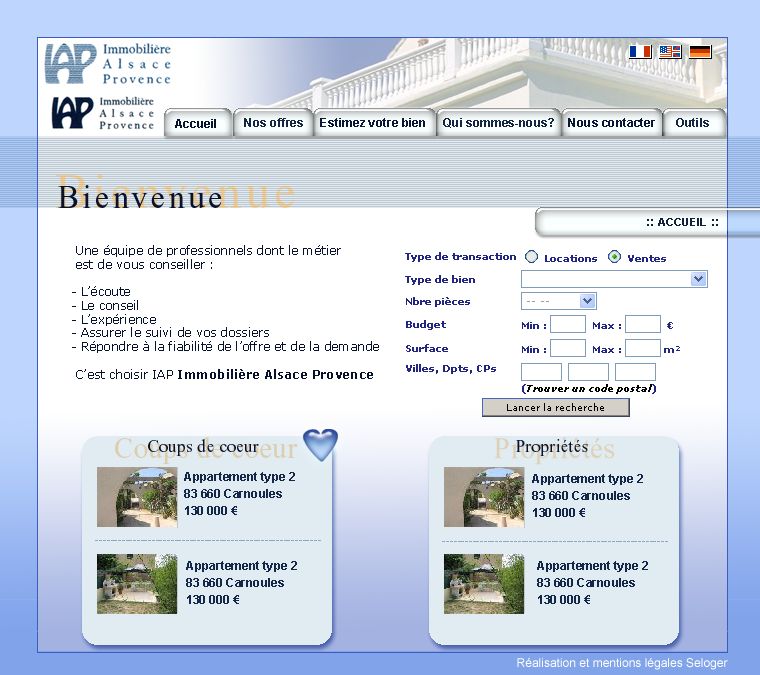 IAP Immobilière
Alsace
Provence
IAP Immobilière
Alsace
Provence
Accueil Nos offres Estimez votre bien Qui sommes-nous? Nous contacter Outils
Bienvenue
Bienvenue
:: ACCUEIL ::
Une équipe de professionnels dont le métier
est de vous conseiller :
- L'écoute
- Le conseil
- L'expérience
- Assurer le suivi de vos dossiers
- Répondre à la fiabilité de l'offre et de la demande
C'est choisir IAP Immobilière Alsace Provence
Type de transaction Locations Ventes
Type de bien
Nbre pièces -- --
Budget Min : Max : €
Surface Min : Max : m²
Villes, Dpts, CPs
(Trouver un code postal)
Lancer la recherche
Coups de coeur
Coups de coeur
Appartement type 2
83 660 Carnoules
130 000 €
Appartement type 2
83 660 Carnoules
130 000 €
Propriétés
Propriétés
Appartement type 2
83 660 Carnoules
130 000 €
Appartement type 2
83 660 Carnoules
130 000 €
Réalisation et mentions légales Seloger